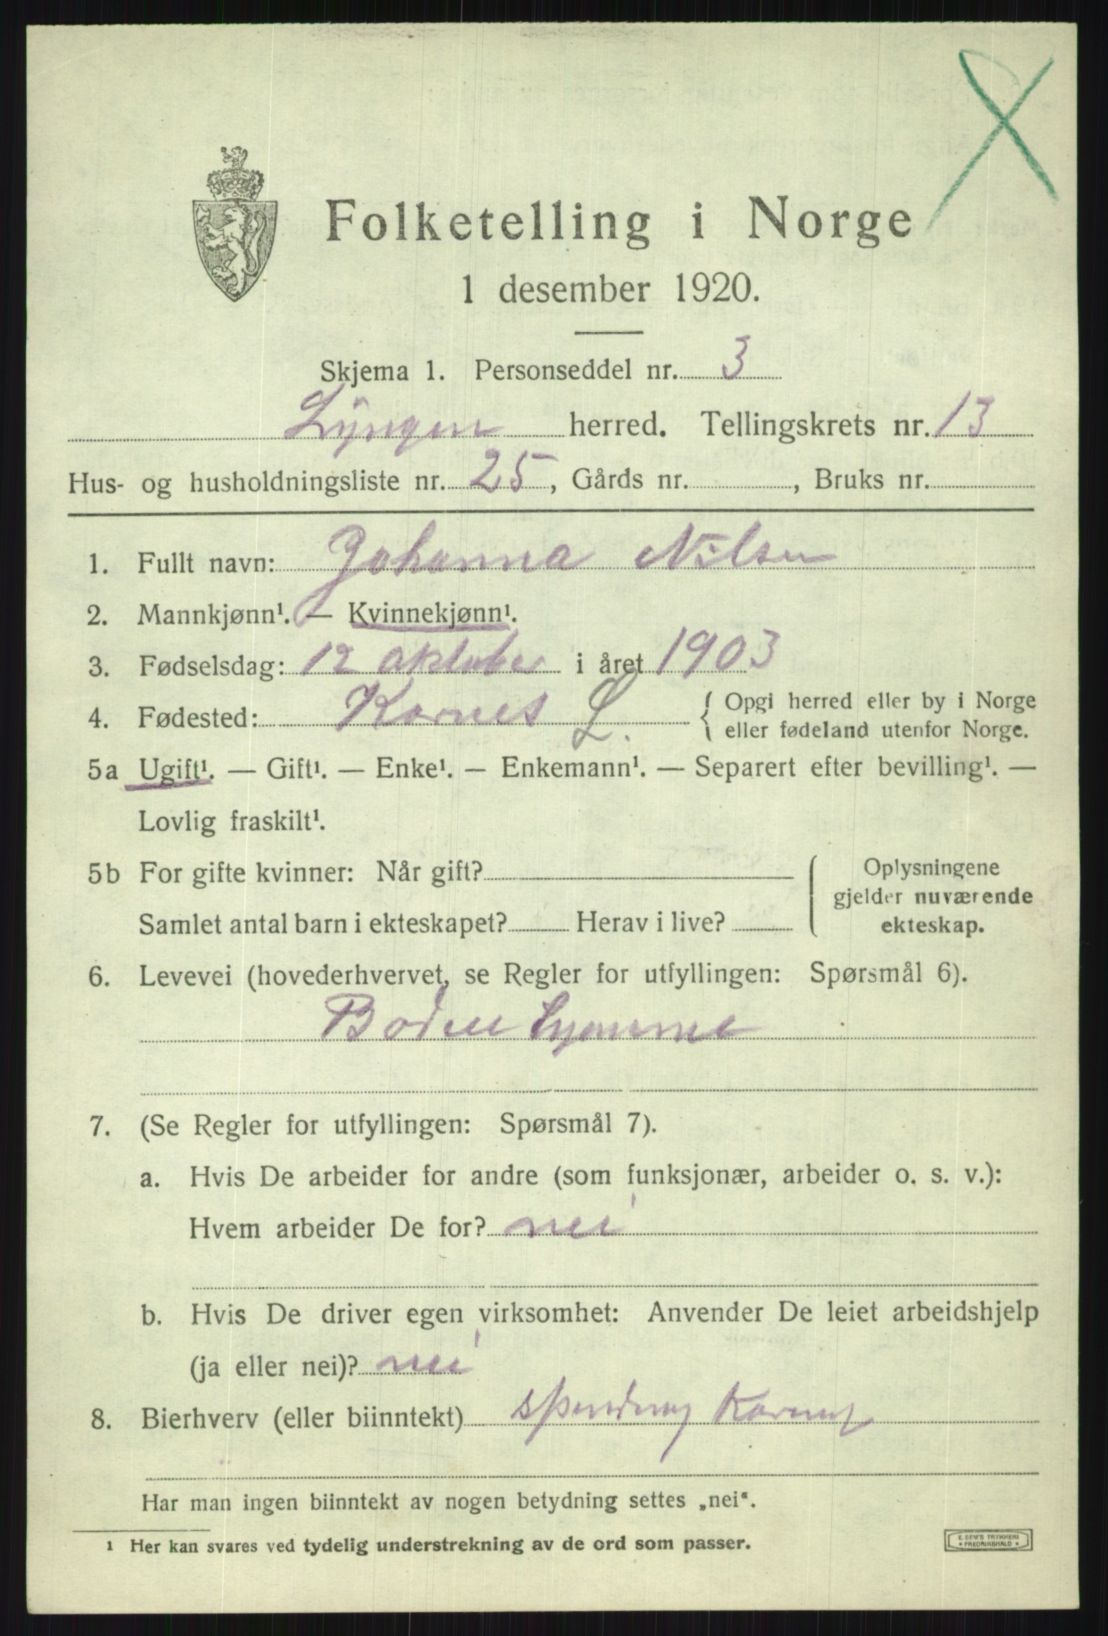 Folketelling i Norge
1 desember 1920.
Skjema 1. Personseddel nr. 3
Lyngen herred. Tellingskrets nr. 13
Hus- og husholdningsliste nr. 25, Gårds nr. , Bruks nr.
1. Fullt navn: Johanna Nilsen
2. Mannkjønn¹. — Kvinnekjønn¹.
3. Fødselsdag: 12 oktober i året 1903
4. Fødested: Kornes L. { Opgi herred eller by i Norge
eller fødeland utenfor Norge.
5a Ugift¹. — Gift¹. — Enke¹. — Enkemann¹. — Separert efter bevilling¹. —
Lovlig fraskilt¹.
5b For gifte kvinner: Når gift?
Samlet antal barn i ekteskapet? Herav i live?
Oplysningene
gjelder nuværende
ekteskap.
6. Levevei (hovederhvervet, se Regler for utfyllingen: Spørsmål 6).
7. (Se Regler for utfyllingen: Spørsmål 7).
a. Hvis De arbeider for andre (som funksjonær, arbeider o. s. v.):
Hvem arbeider De for? nei
b. Hvis De driver egen virksomhet: Anvender De leiet arbeidshjelp
(ja eller nei)? nei
8. Bierhverv (eller biinntekt)
Har man ingen biinntekt av nogen betydning settes „nei“.
¹ Her kan svares ved tydelig understrekning av de ord som passer.
E. SEM'S TRYKKERI
FREDRIKSHALD